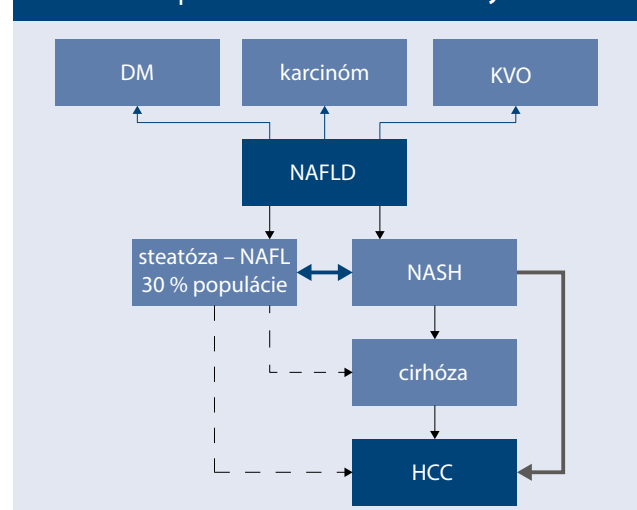 DM
karcinóm
KVO
NAFLD
steatóza – NAFL
30 % populácie
NASH
cirhóza
HCC